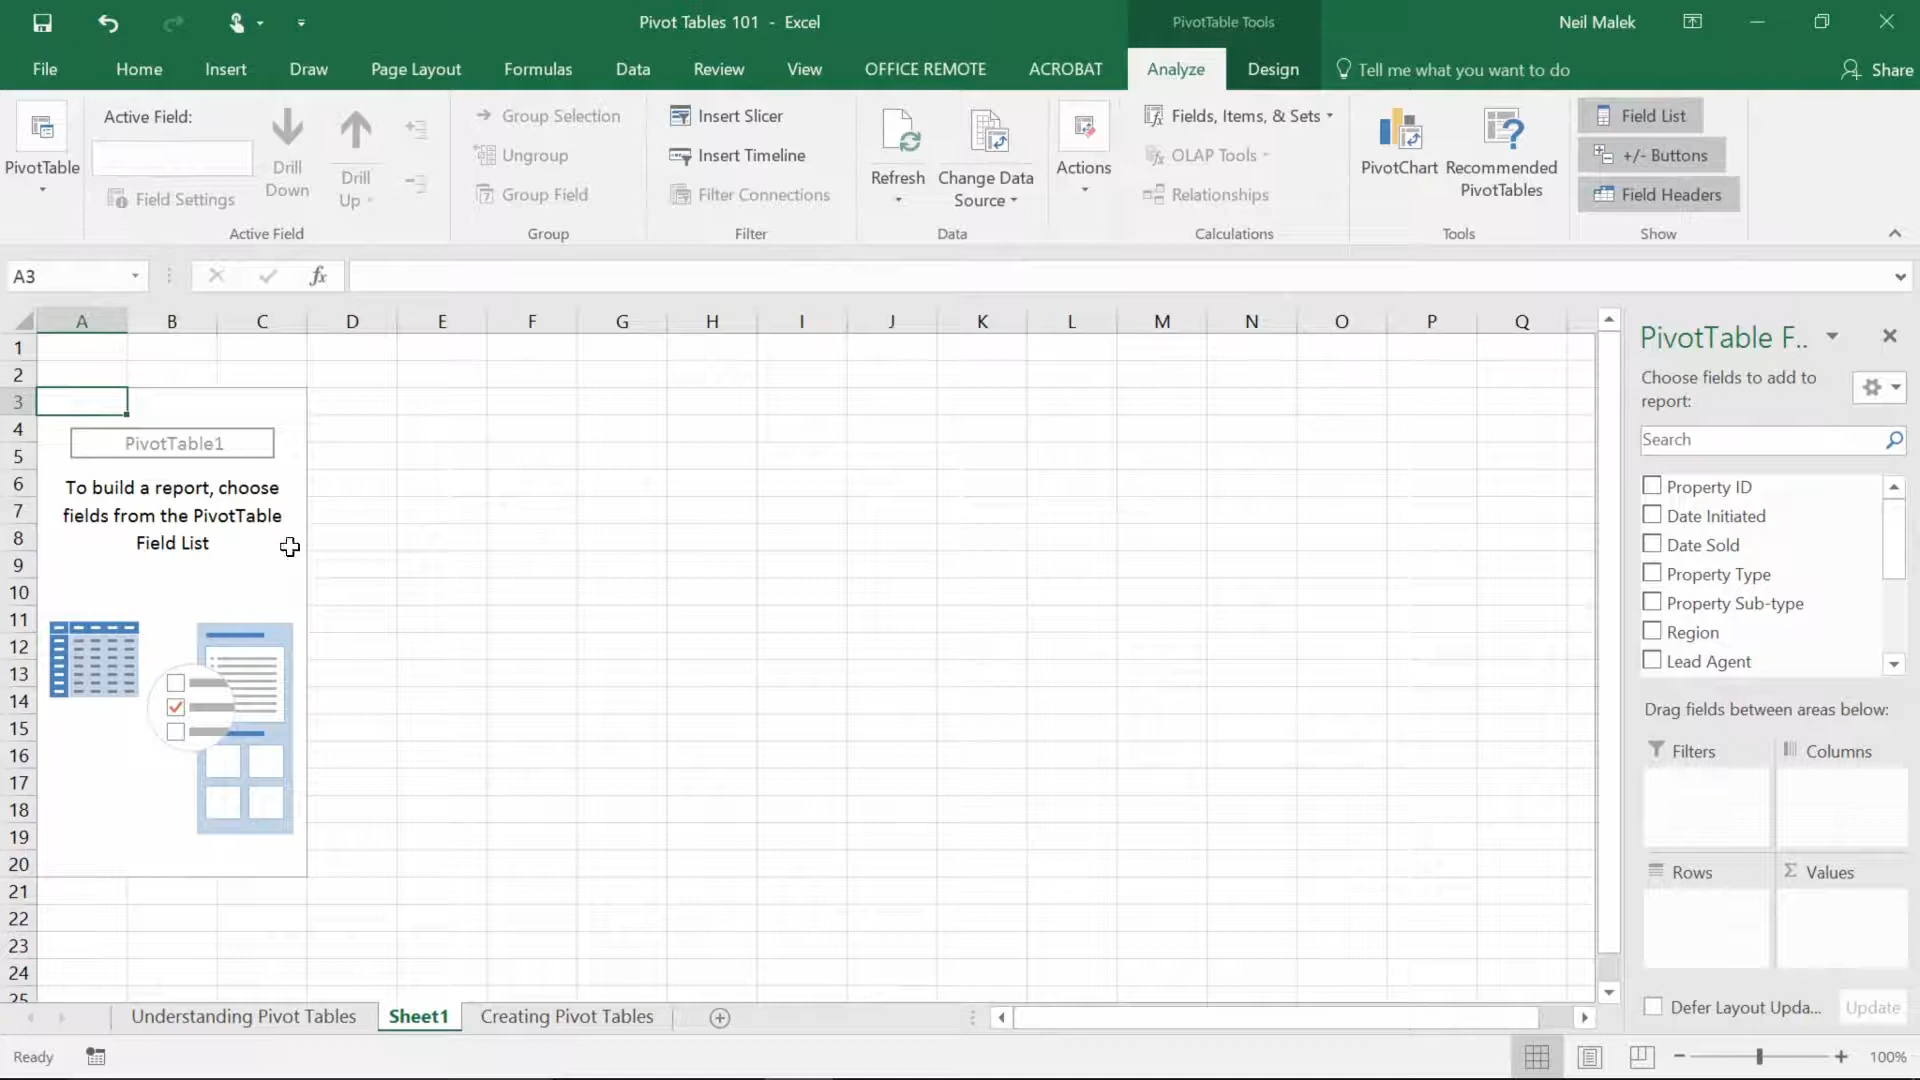 Pivot Tables 101 - Excel
PivotTable Tools
Neil Malek
File
Home
Insert
Draw
Page Layout
Formulas
Data
Review
View
OFFICE REMOTE
ACROBAT
Analyze
Design
Tell me what you want to do
Share
PivotTable
Active Field:
Field Settings
Drill
Down
Drill
Up
Active Field
Group Selection
Ungroup
Group Field
Group
Insert Slicer
Insert Timeline
Filter Connections
Filter
Refresh
Change Data
Source
Data
Actions
Fields, Items, & Sets
OLAP Tools
Relationships
Calculations
PivotChart
Recommended
PivotTables
Tools
Field List
+/- Buttons
Field Headers
Show
A3
fx
A B C D E F G H I J K L M N O P Q
1
2
3
4
5
6
7
8
9
10
11
12
13
14
15
16
17
18
19
20
21
22
23
24
25
PivotTable1
To build a report, choose
fields from the PivotTable
Field List
PivotTable F..
Choose fields to add to
report:
Search
Property ID
Date Initiated
Date Sold
Property Type
Property Sub-type
Region
Lead Agent
Drag fields between areas below:
Filters
Columns
Rows
Σ Values
Defer Layout Upda...
Update
Understanding Pivot Tables
Sheet1
Creating Pivot Tables
Ready
100%